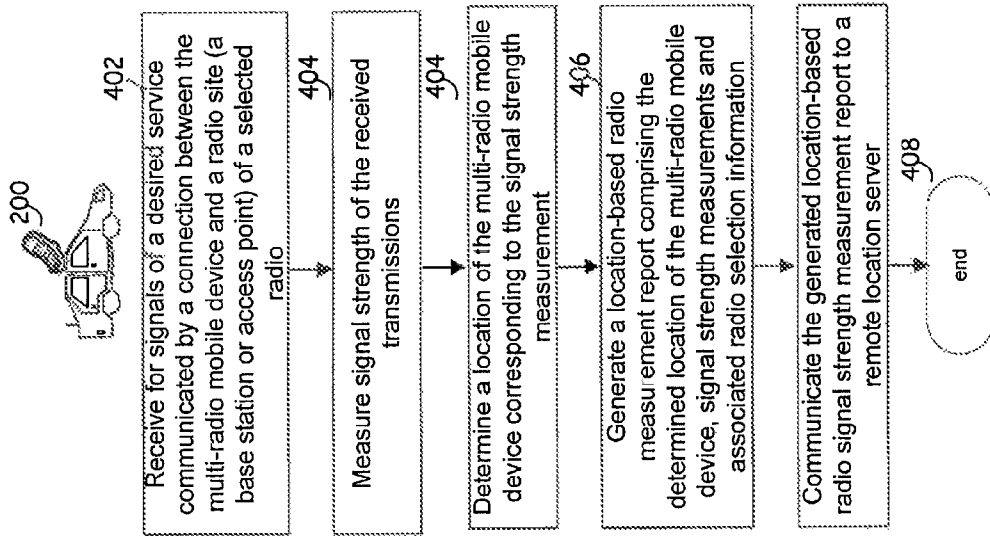 200
402
Receive for signals of a desired service
communicated by a connection between the
multi-radio mobile device and a radio site (a
base station or access point) of a selected
radio
404
Measure signal strength of the received
transmissions
404
Determine a location of the multi-radio mobile
device corresponding to the signal strength
measurement
406
Generate a location-based radio
measurement report comprising the
determined location of the multi-radio mobile
device, signal strength measurements and
associated radio selection information
Communicate the generated location-based
radio signal strength measurement report to a
remote location server
408
end